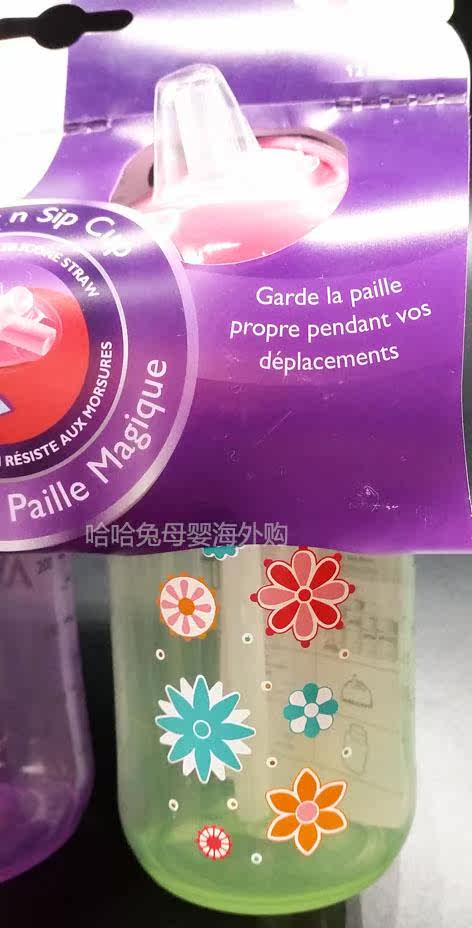 n Sip Cup
STRAW
RÉSISTE AUX MORSURES
Paille Magique
Garde la paille
propre pendant vos
déplacements
哈哈兔母婴海外购